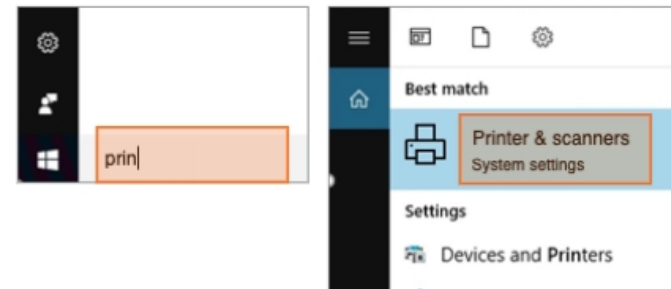 prin
Best match
Printer & scanners
System settings
Settings
Devices and Printers